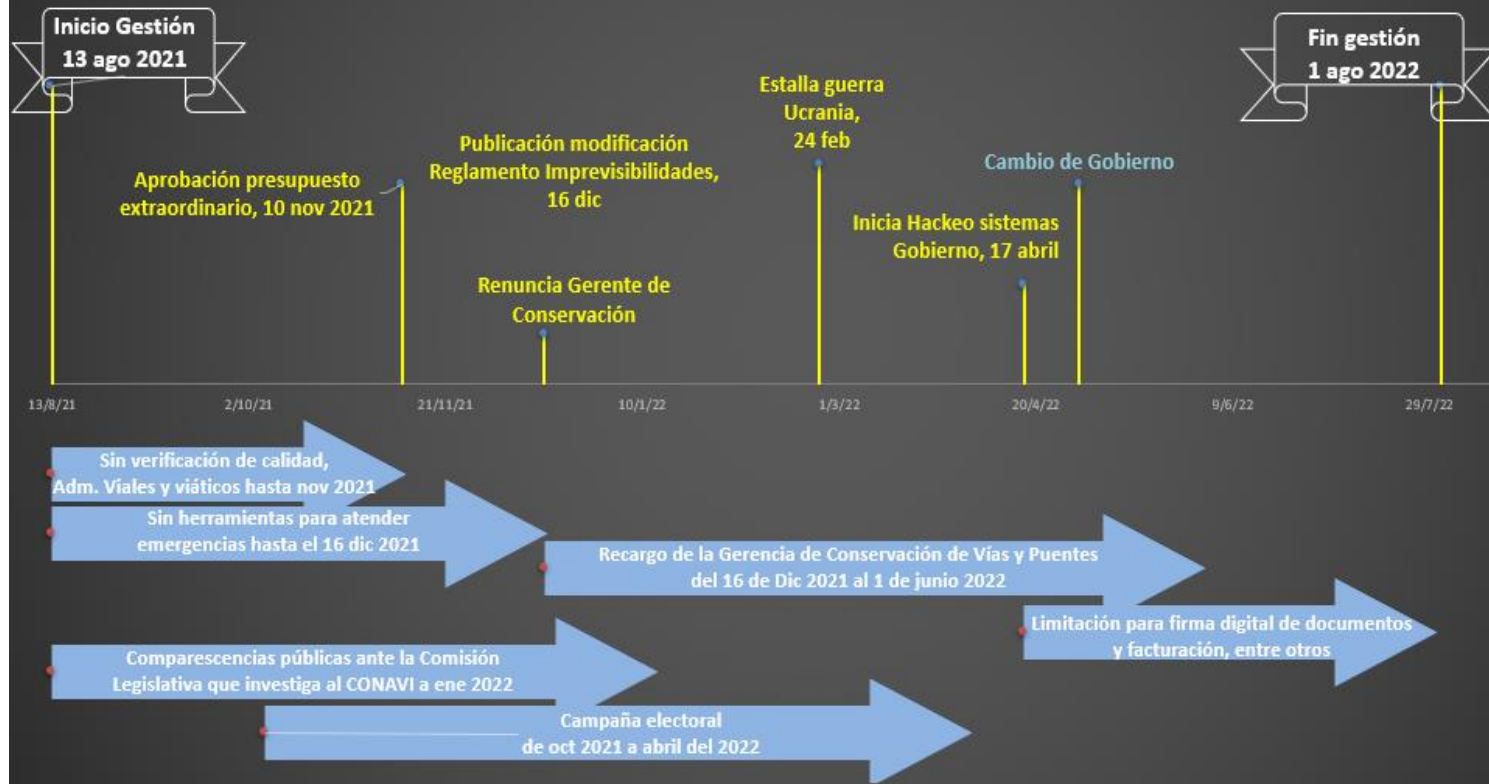 Inicio Gestión
13 ago 2021
Fin gestión
1 ago 2022
Estalla guerra
Ucrania,
24 feb
Publicación modificación
Reglamento Imprevisibilidades,
16 dic
Cambio de Gobierno
Aprobación presupuesto
extraordinario, 10 nov 2021
Inicia Hackeo sistemas
Gobierno, 17 abril
Renuncia Gerente de
Conservación
13/8/21
2/10/21
21/11/21
10/1/22
1/3/22
20/4/22
9/6/22
29/7/22
Sin verificación de calidad,
Adm. Viales y viáticos hasta nov 2021
Sin herramientas para atender
emergencias hasta el 16 dic 2021
Recargo de la Gerencia de Conservación de Vías y Puentes
del 16 de Dic 2021 al 1 de junio 2022
Limitación para firma digital de documentos
y facturación, entre otros
Comparescencias públicas ante la Comisión
Legislativa que investiga al CONAVI a ene 2022
Campaña electoral
de oct 2021 a abril del 2022